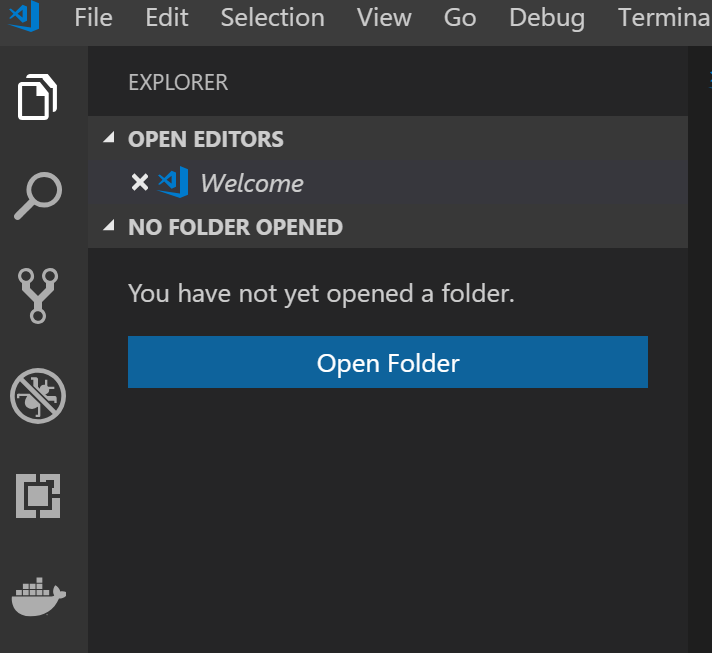 File Edit Selection View Go Debug Termina
EXPLORER
OPEN EDITORS
Welcome
NO FOLDER OPENED
You have not yet opened a folder.
Open Folder